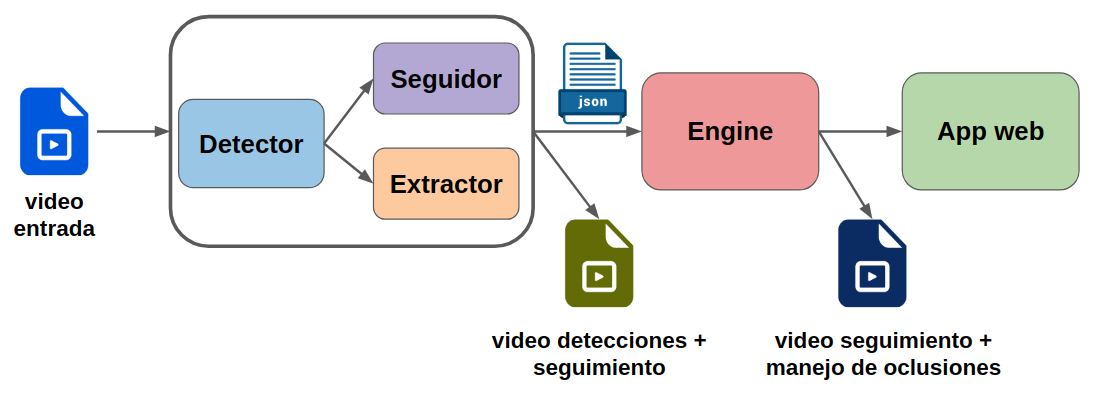 video
entrada
Detector
Seguidor
Extractor
json
Engine
App web
video detecciones +
seguimiento
video seguimiento +
manejo de oclusiones